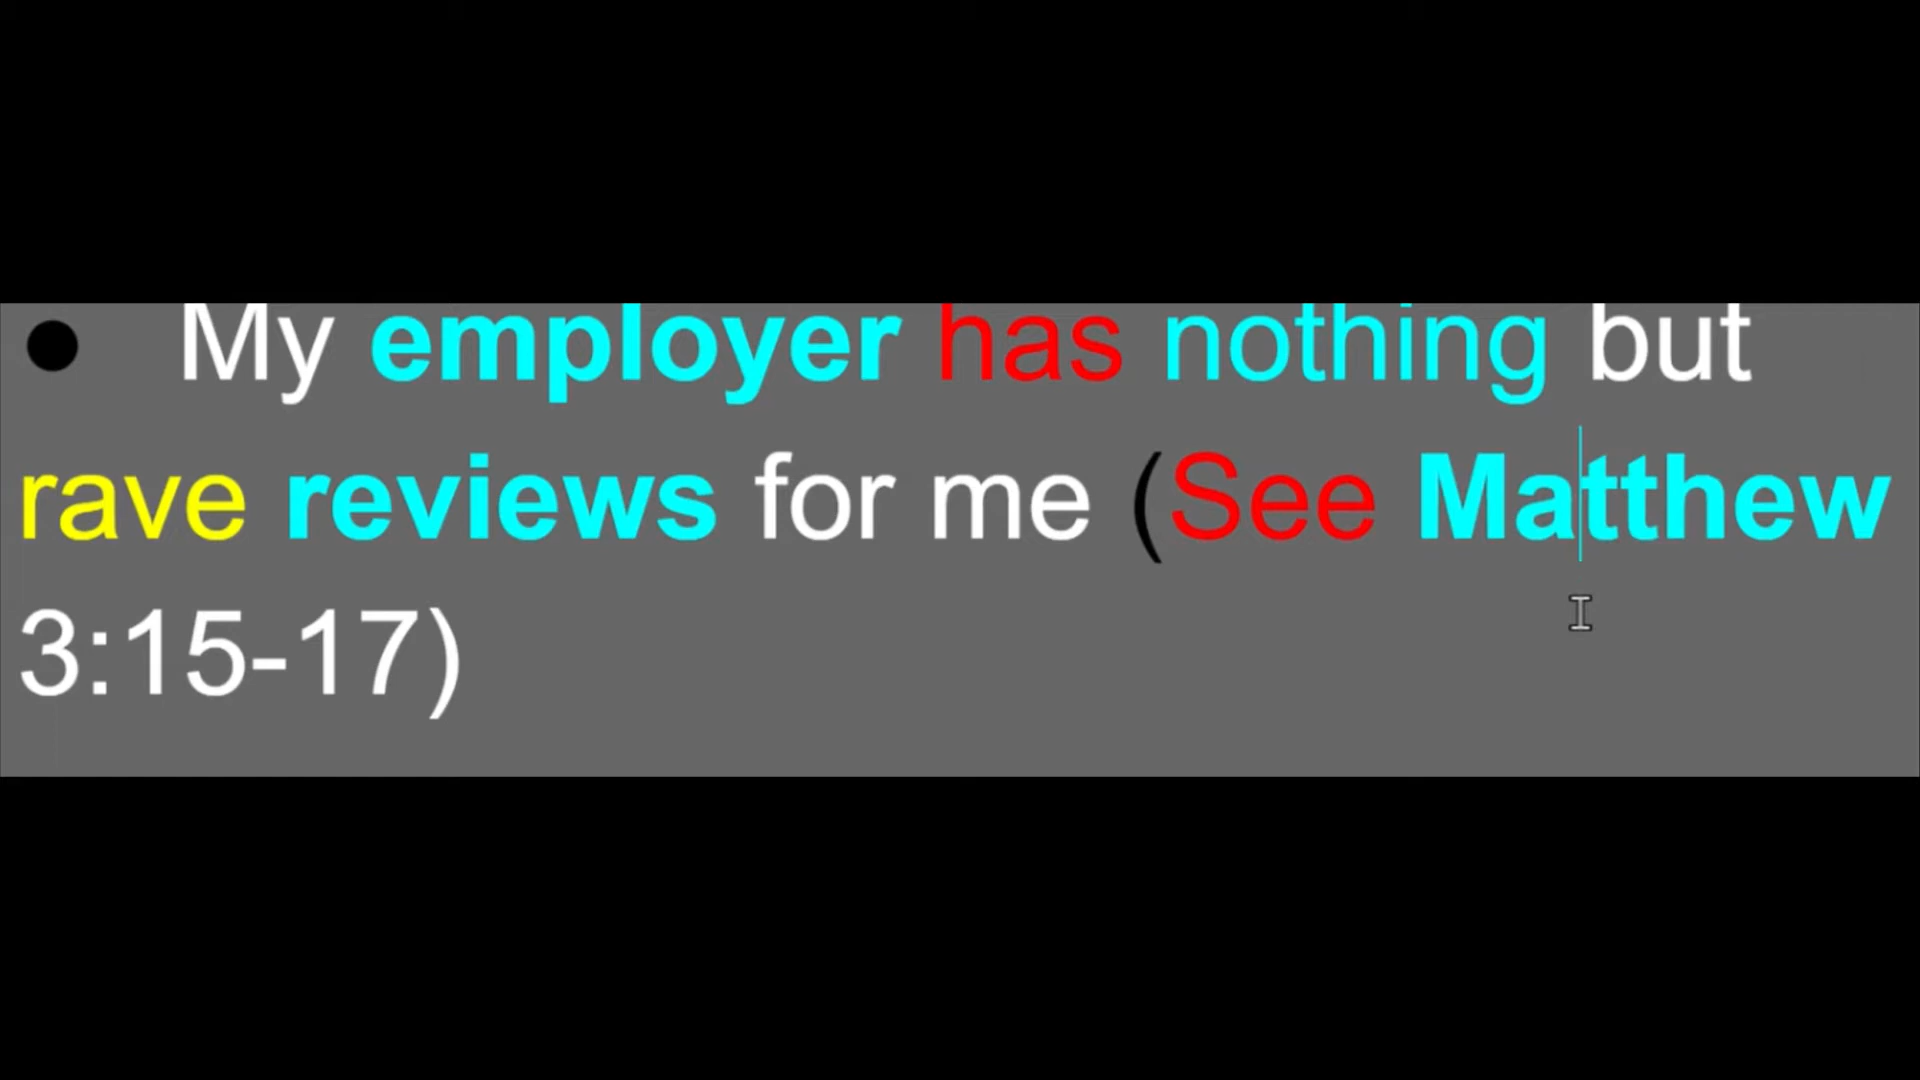 ● My employer has nothing but
rave reviews for me (See Matthew
3:15-17)